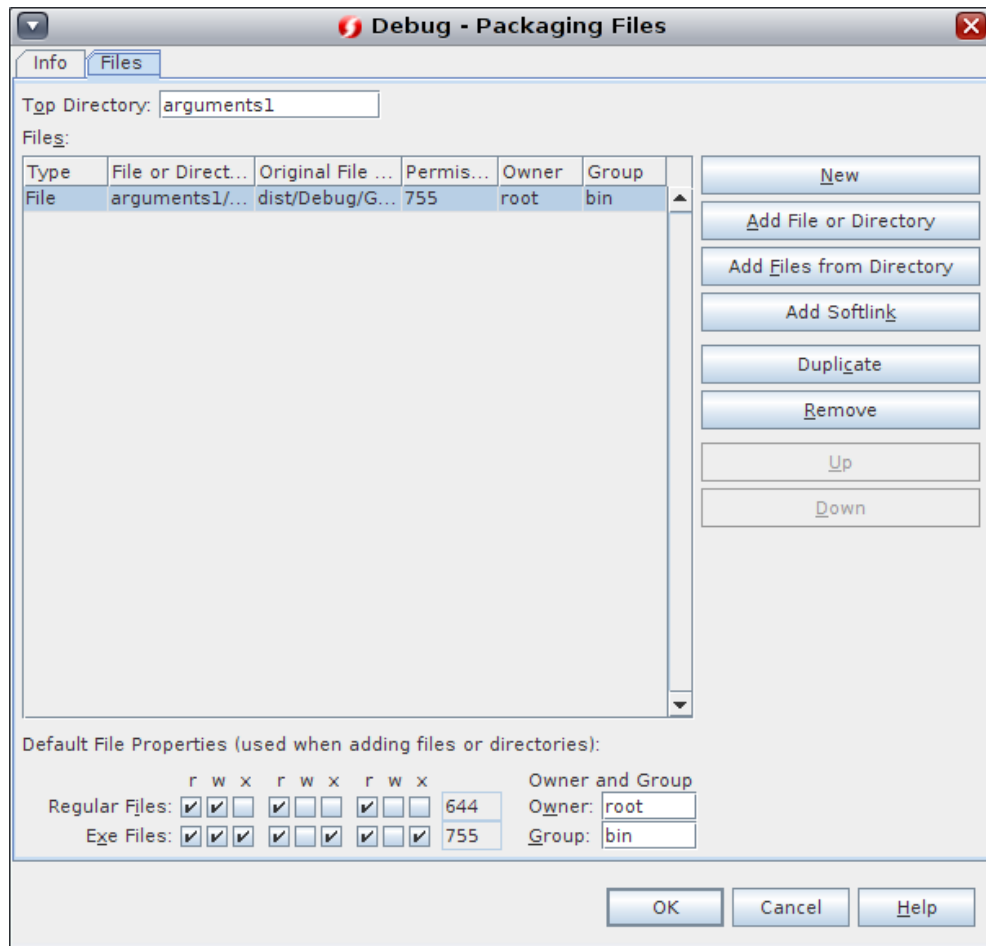 Debug - Packaging Files
Info Files
Top Directory: arguments1
Files:
Type File or Direct... Original File ... Permis... Owner Group
File arguments1/... dist/Debug/G... 755 root bin
New
Add File or Directory
Add Files from Directory
Add Softlink
Duplicate
Remove
Up
Down
Default File Properties (used when adding files or directories):
r w x r w x r w x Owner and Group
Regular Files: 644 Owner: root
Exe Files: 755 Group: bin
OK Cancel Help